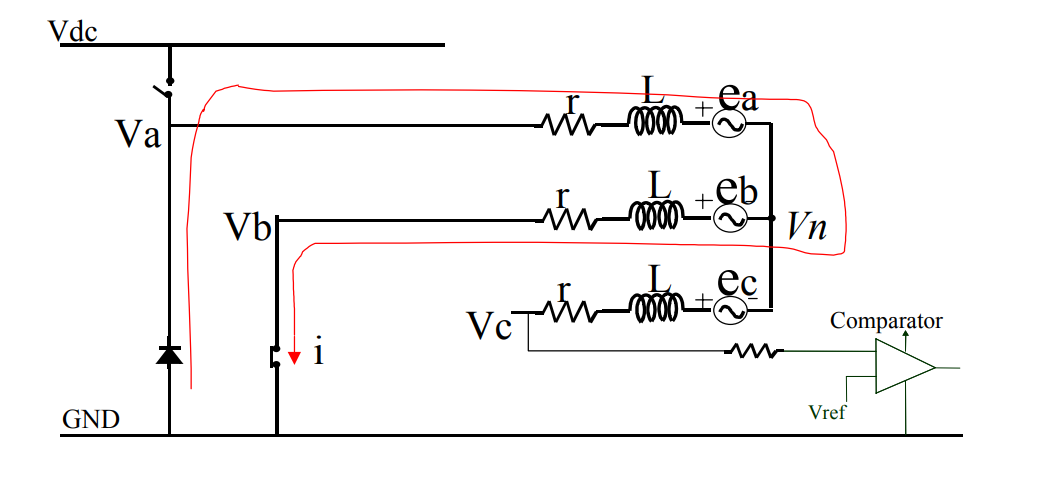 Vdc
L
ea
r
+
Va
L
eb
r
+
Vb
Vn
L
ec
r
+
-
Vc
Comparator
i
Vref
GND